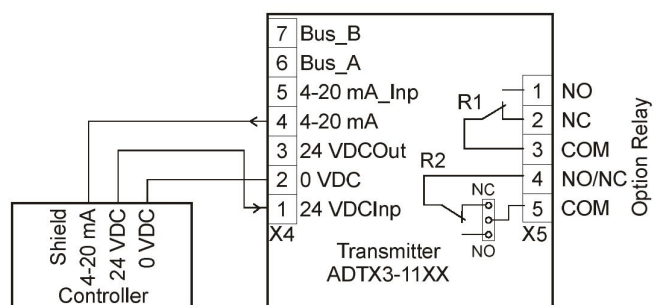 7 Bus_B
6 Bus_A
5 4-20 mA_Inp
4 4-20 mA
3 24 VDCOut
2 0 VDC
1 24 VDCInp
X4
R1
R2
NC
NO
1 NO
2 NC
3 COM
4 NO/NC
5 COM
X5
Option Relay
Transmitter
ADTX3-11XX
Shield
4-20 mA
24 VDC
0 VDC
Controller